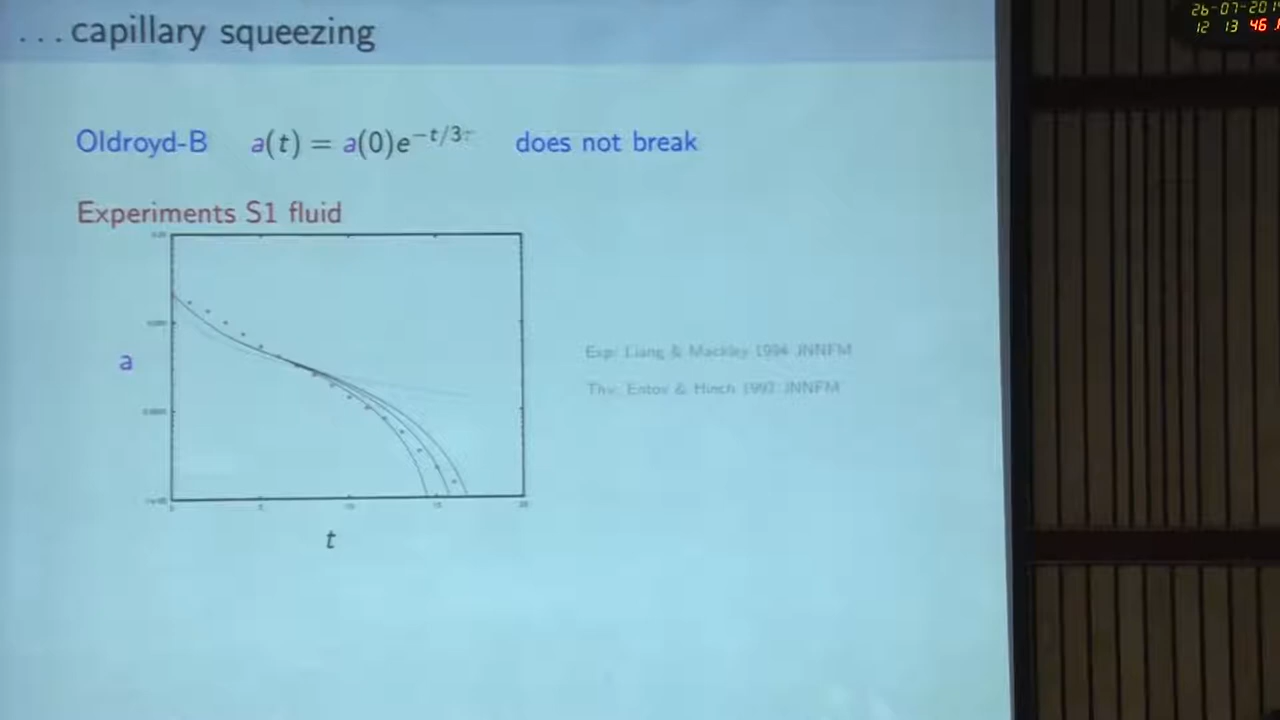 ...capillary squeezing
26-07-201
12 13 46
Oldroyd-B a(t) = a(0)e^{-t/3τ} does not break
Experiments S1 fluid
a
Exp: Liang & Mackley 1994 JNNFM
Thy: Entov & Hinch 1997 JNNFM
t